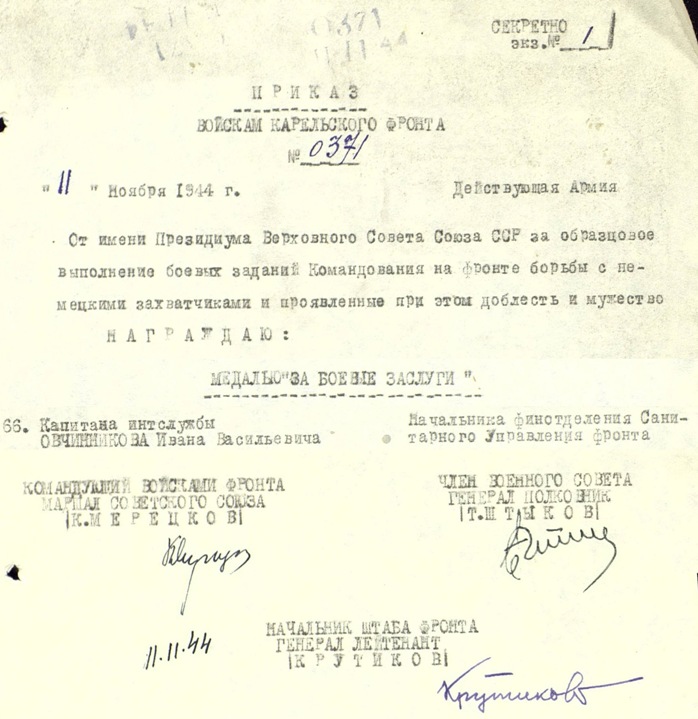 0371
11-11 44
СЕКРЕТНО
экз.№ 1
П Р И К А З
ВОЙСКАМ КАРЕЛЬСКОГО ФРОНТА
№ 0371
"11" Ноября 1944 г. Действующая Армия
От имени Президиума Верховного Совета Союза ССР за образцовое
выполнение боевых заданий Командования на фронте борьбы с не-
мецкими захватчиками и проявленные при этом доблесть и мужество
Н А Г Р А Ж Д А Ю :
МЕДАЛЬЮ "ЗА БОЕВЫЕ ЗАСЛУГИ"
66. Капитана интслужбы
ОВЧИННИКОВА Ивана Васильевича
Начальника финотделения Сани-
тарного Управления фронта
КОМАНДУЮЩИЙ ВОЙСКАМИ ФРОНТА
МАРШАЛ СОВЕТСКОГО СОЮЗА
|К.МЕРЕЦКОВ|
ЧЛЕН ВОЕННОГО СОВЕТА
ГЕНЕРАЛ ПОЛКОВНИК
|Т.ШТЫКОВ|
НАЧАЛЬНИК ШТАБА ФРОНТА
ГЕНЕРАЛ ЛЕЙТЕНАНТ
|КРУТИКОВ|
11.11.44
Крутиков